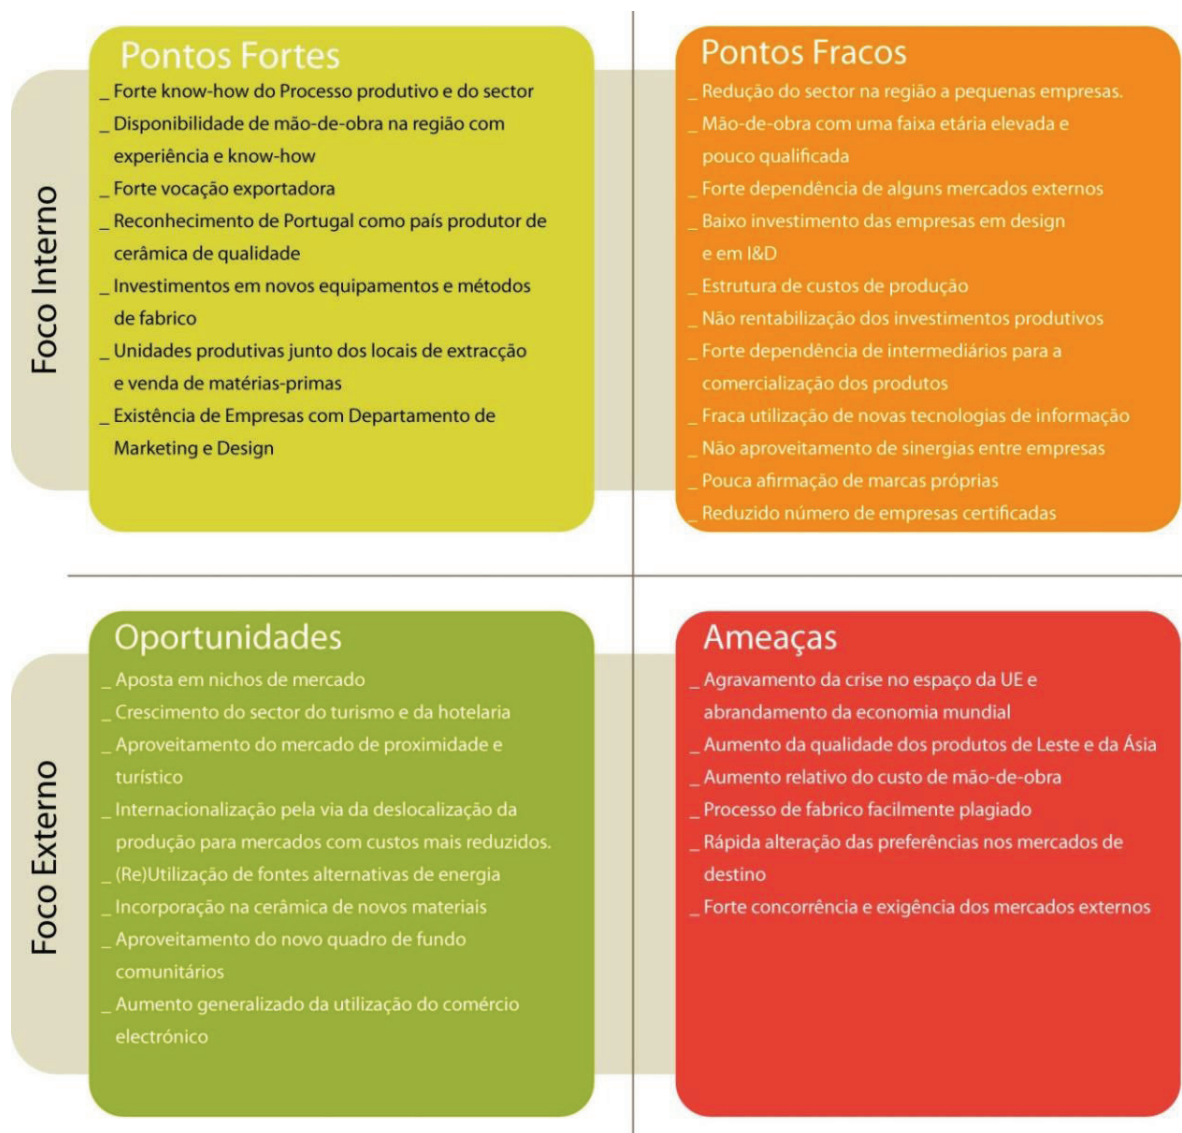 Foco Interno
Pontos Fortes
_ Forte know-how do Processo produtivo e do sector
_ Disponibilidade de mão-de-obra na região com
experiência e know-how
_ Forte vocação exportadora
_ Reconhecimento de Portugal como país produtor de
cerâmica de qualidade
_ Investimentos em novos equipamentos e métodos
de fabrico
_ Unidades produtivas junto dos locais de extracção
e venda de matérias-primas
_ Existência de Empresas com Departamento de
Marketing e Design
Pontos Fracos
_ Redução do sector na região a pequenas empresas.
_ Mão-de-obra com uma faixa etária elevada e
pouco qualificada
_ Forte dependência de alguns mercados externos
_ Baixo investimento das empresas em design
e em I&D
_ Estrutura de custos de produção
_ Não rentabilização dos investimentos produtivos
_ Forte dependência de intermediários para a
comercialização dos produtos
_ Fraca utilização de novas tecnologias de informação
_ Não aproveitamento de sinergias entre empresas
_ Pouca afirmação de marcas próprias
_ Reduzido número de empresas certificadas
Foco Externo
Oportunidades
_ Aposta em nichos de mercado
_ Crescimento do sector do turismo e da hotelaria
_ Aproveitamento do mercado de proximidade e
turístico
_ Internacionalização pela via da deslocalização da
produção para mercados com custos mais reduzidos.
_ (Re)Utilização de fontes alternativas de energia
_ Incorporação na cerâmica de novos materiais
_ Aproveitamento do novo quadro de fundo
comunitários
_ Aumento generalizado da utilização do comércio
electrónico
Ameaças
_ Agravamento da crise no espaço da UE e
abrandamento da economia mundial
_ Aumento da qualidade dos produtos de Leste e da Ásia
_ Aumento relativo do custo de mão-de-obra
_ Processo de fabrico facilmente plagiado
_ Rápida alteração das preferências nos mercados de
destino
_ Forte concorrência e exigência dos mercados externos